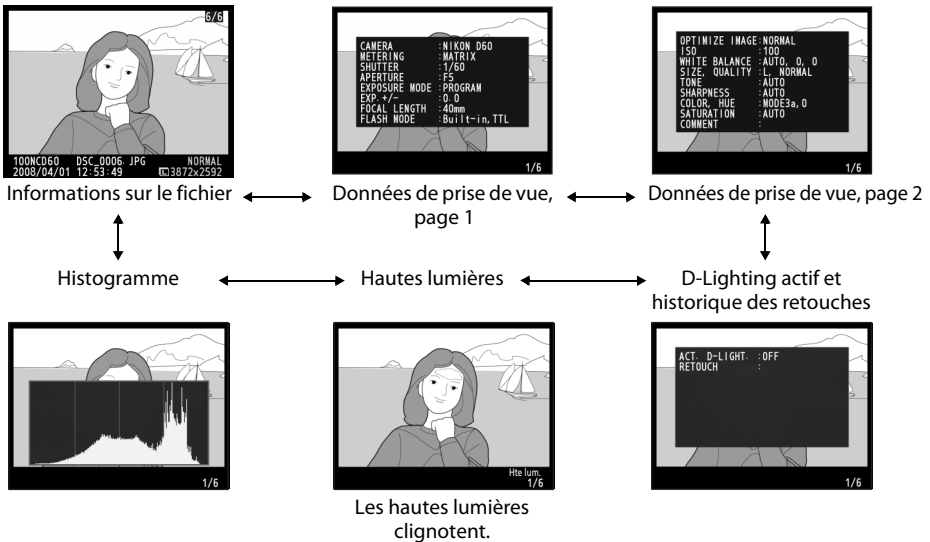 6/6
100NCD60 DSC_0006. JPG NORMAL
2008/04/01 12:53:49 L 3872x2592
Informations sur le fichier
CAMERA :NIKON D60
METERING :MATRIX
SHUTTER :1/60
APERTURE :F5
EXPOSURE MODE :PROGRAM
EXP.+/- :0.0
FOCAL LENGTH :40mm
FLASH MODE :Built-in,TTL
1/6
Données de prise de vue,
page 1
OPTIMIZE IMAGE:NORMAL
ISO :100
WHITE BALANCE :AUTO, 0, 0
SIZE, QUALITY :L, NORMAL
TONE :AUTO
SHARPNESS :AUTO
COLOR, HUE :MODE3a,0
SATURATION :AUTO
COMMENT :
1/6
Données de prise de vue, page 2
Histogramme
Hautes lumières
D-Lighting actif et
historique des retouches
1/6
Hte lum.
1/6
Les hautes lumières
clignotent.
ACT. D-LIGHT. :OFF
RETOUCH :
1/6